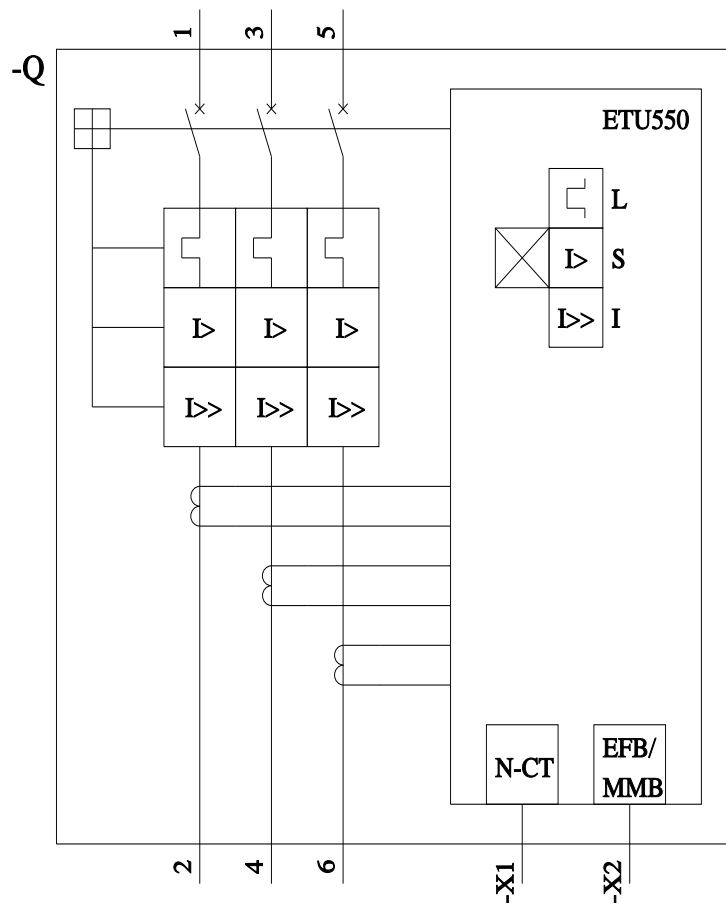 1 3 5
-Q
ETU550
L
I> S
I> I> I>
I>> I
I>> I>> I>>
N-CT
EFB/
MMB
2 4 6 -X1 -X2